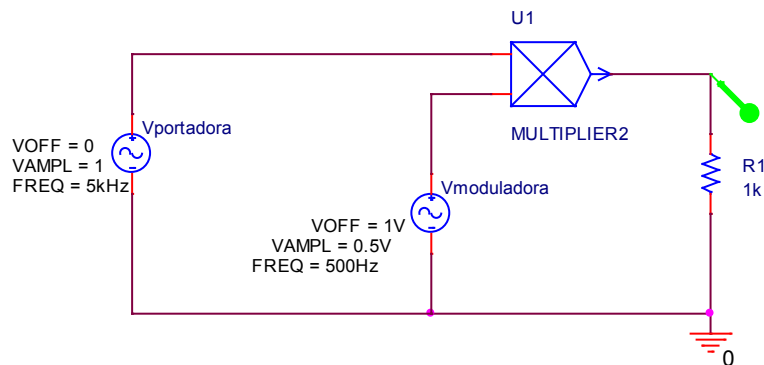 U1
Vportadora
VOFF = 0
VAMPL = 1
FREQ = 5kHz
MULTIPLIER2
Vmoduladora
VOFF = 1V
VAMPL = 0.5V
FREQ = 500Hz
R1
1k
0